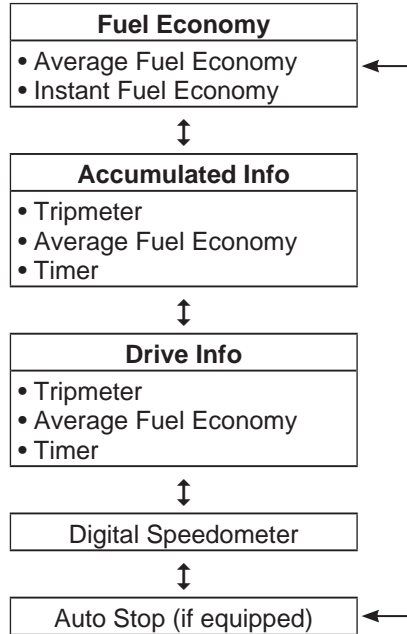 Fuel Economy
• Average Fuel Economy
• Instant Fuel Economy
Accumulated Info
• Tripmeter
• Average Fuel Economy
• Timer
Drive Info
• Tripmeter
• Average Fuel Economy
• Timer
Digital Speedometer
Auto Stop (if equipped)